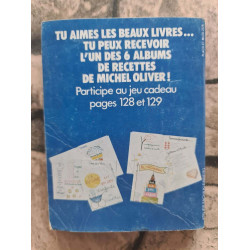 TU AIMES LES BEAUX LIVRES...
TU PEUX RECEVOIR
L'UN DES 6 ALBUMS
DE RECETTES
DE MICHEL OLIVER!
Participe au jeu cadeau
pages 128 et 129